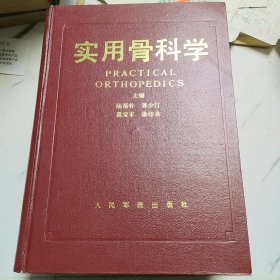 实用骨科学
PRACTICAL
ORTHOPEDICS
主编
陆裕朴 胥少汀
葛宝丰 徐印坎
人民军医出版社